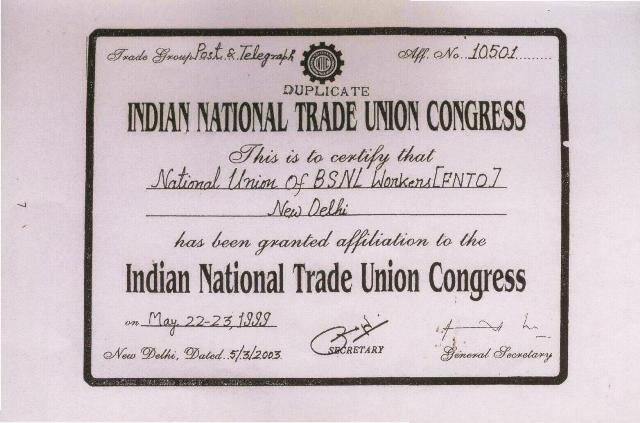 Trade Group Post & Telegraph Aff. No. 10501
DUPLICATE
INDIAN NATIONAL TRADE UNION CONGRESS
This is to certify that
National Union Of BSNL Workers [FNTO]
New Delhi
has been granted affiliation to the
Indian National Trade Union Congress
on May 22-23, 1999
SECRETARY
New Delhi, Dated. 5/3/2003 General Secretary